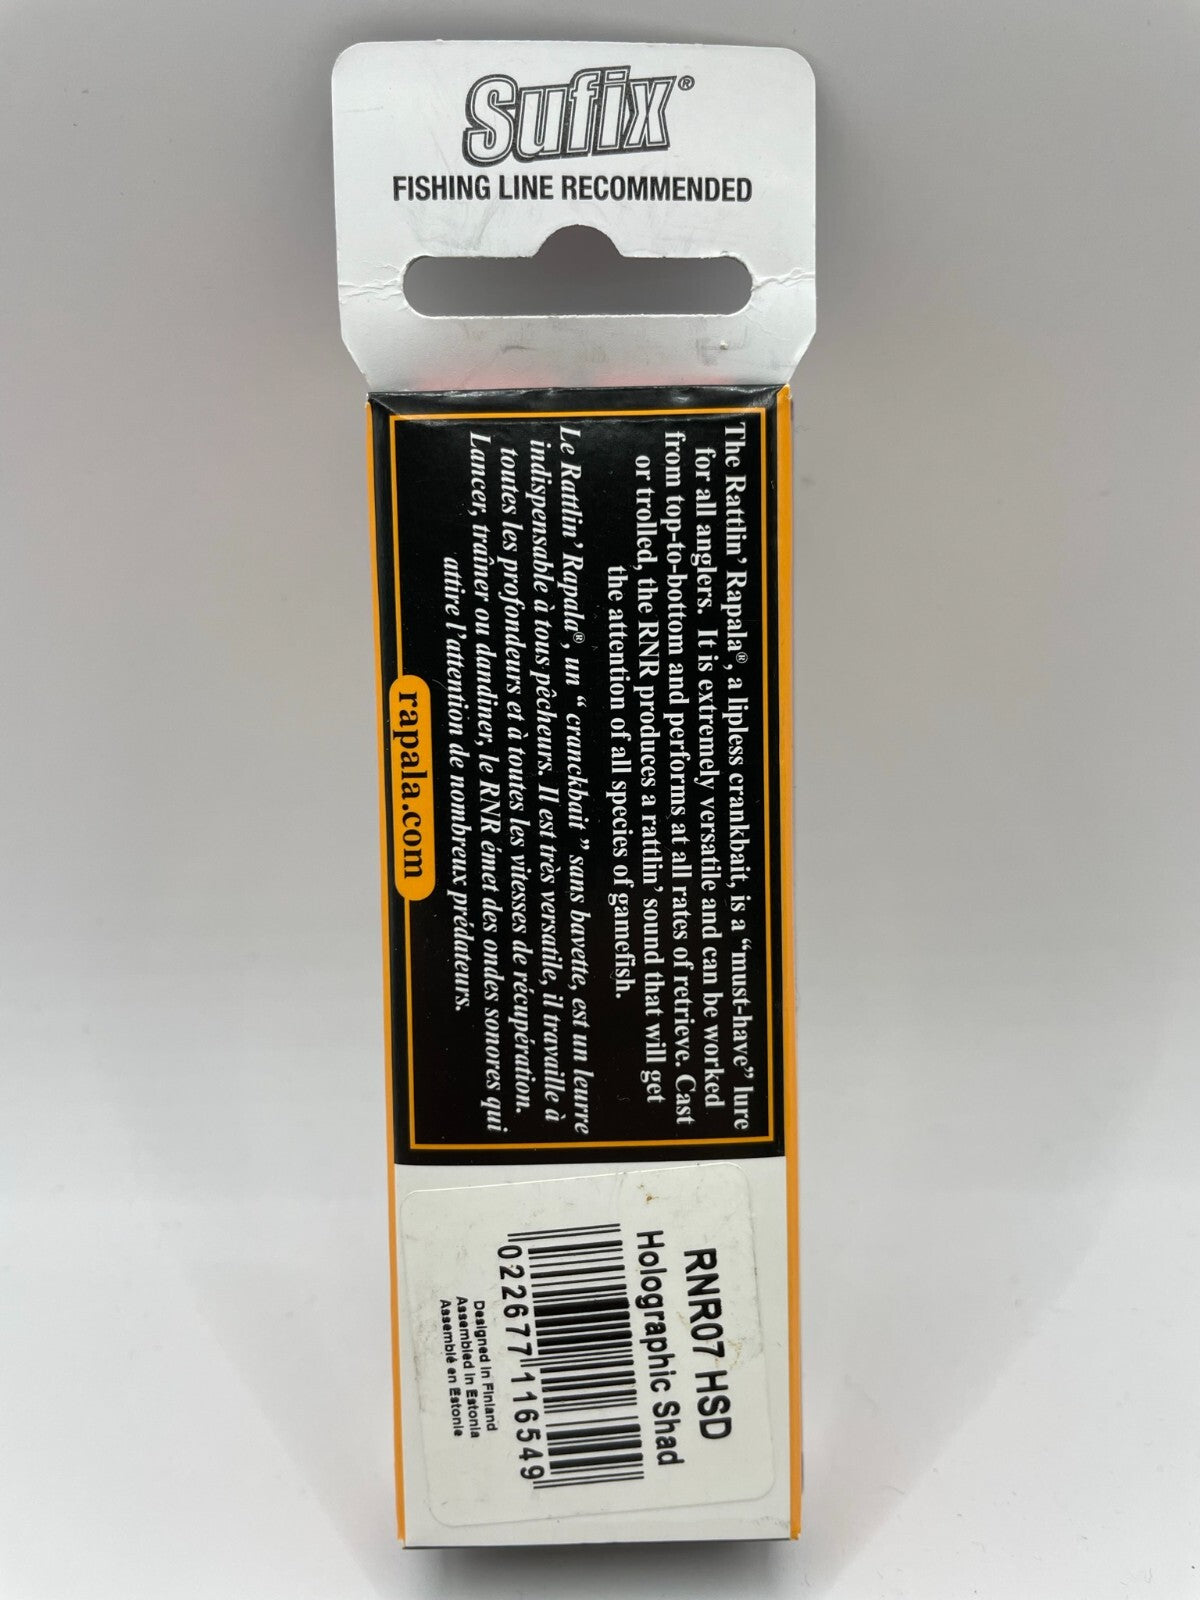 Sufix®
FISHING LINE RECOMMENDED
The Rattlin' Rapala®, a lipless crankbait, is a "must-have" lure
for all anglers. It is extremely versatile and can be worked
from top-to-bottom and performs at all rates of retrieve. Cast
or trolled, the RNR produces a rattlin' sound that will get
the attention of all species of gamefish.
Le Rattlin' Rapala®, un " cranckbait " sans bavette, est un leurre
indispensable à tous pêcheurs. Il est très versatile, il travaille à
toutes les profondeurs et à toutes les vitesses de récupération.
Lancer, traîner ou dandiner, le RNR émet des ondes sonores qui
attire l'attention de nombreux prédateurs.
rapala.com
RNR07 HSD
Holographic Shad
022677116549
Designed in Finland
Assembled in Estonia
Assemblé en Estonie